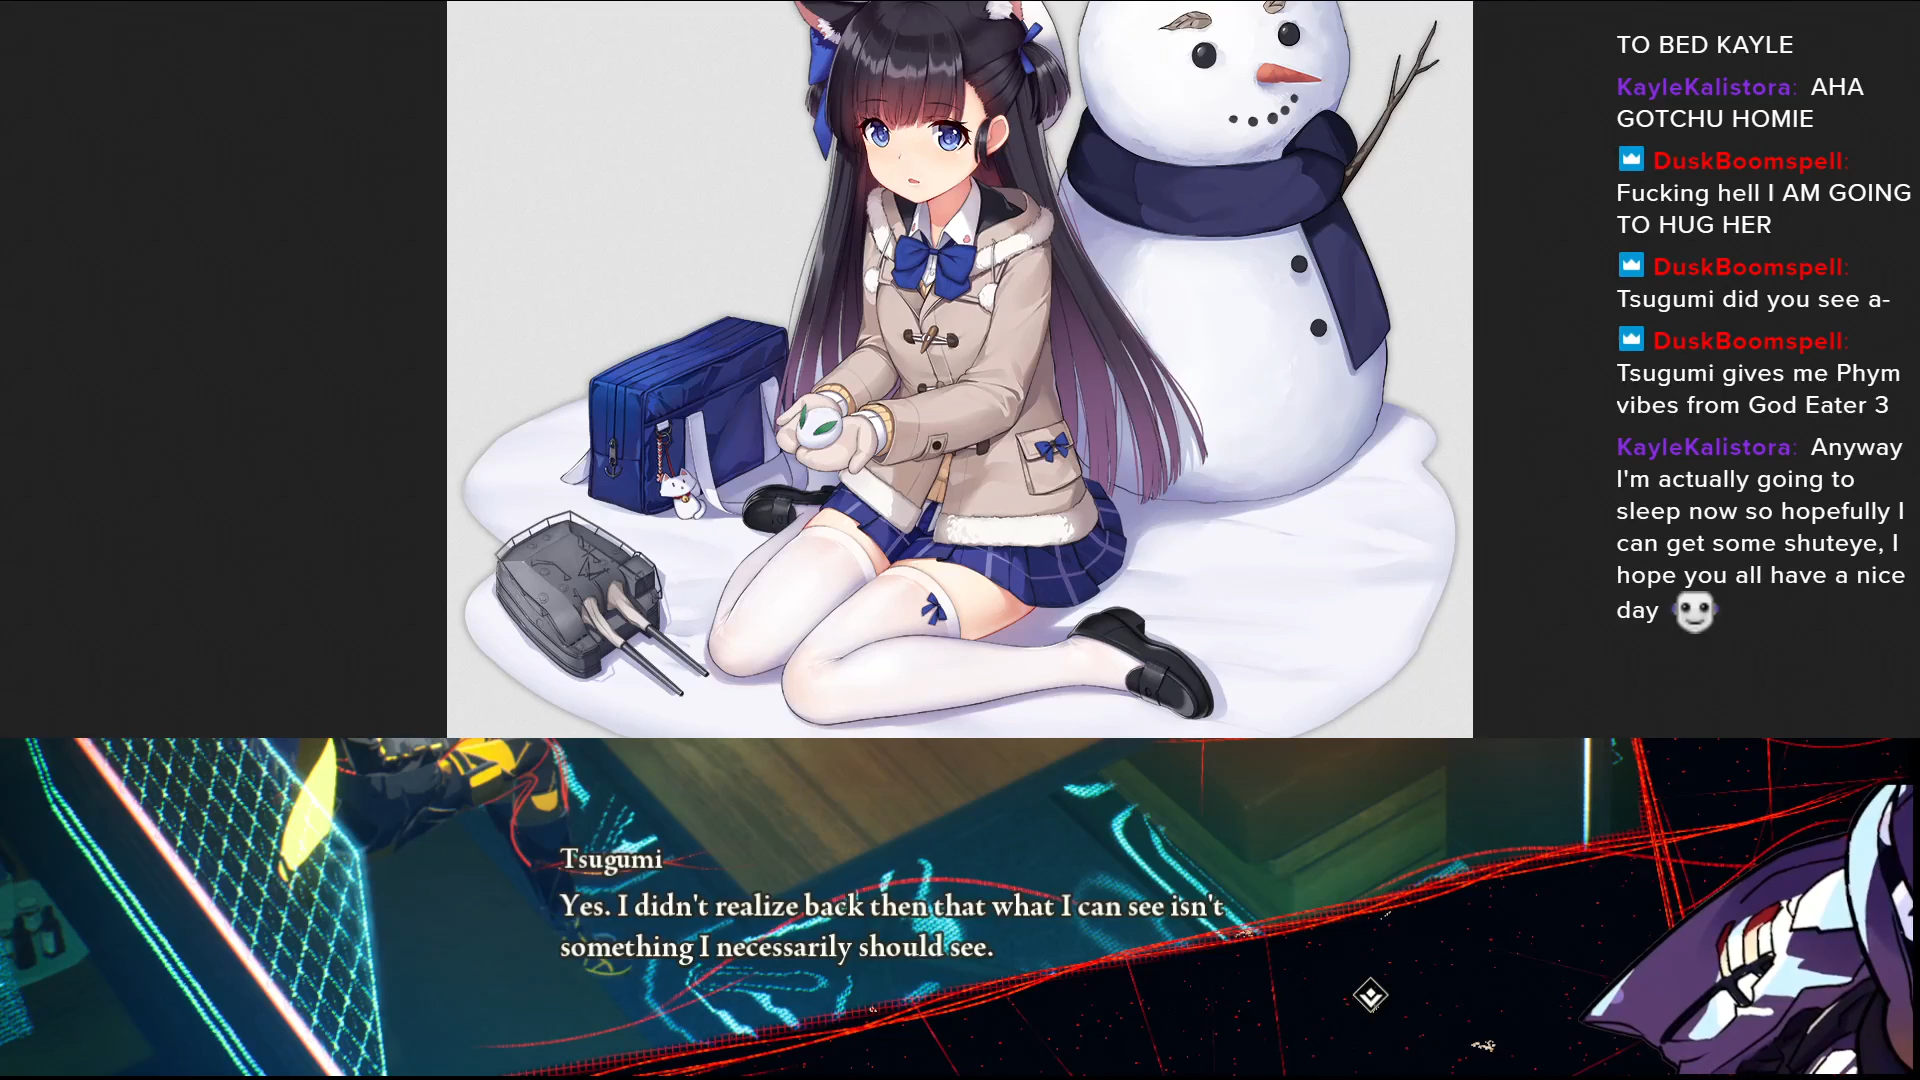 TO BED KAYLE
KayleKalistora: AHA
GOTCHU HOMIE
DuskBoomspell:
Fucking hell I AM GOING
TO HUG HER
DuskBoomspell:
Tsugumi did you see a-
DuskBoomspell:
Tsugumi gives me Phym
vibes from God Eater 3
KayleKalistora: Anyway
I'm actually going to
sleep now so hopefully I
can get some shuteye, I
hope you all have a nice
day
Tsugumi
Yes. I didn't realize back then that what I can see isn't
something I necessarily should see.